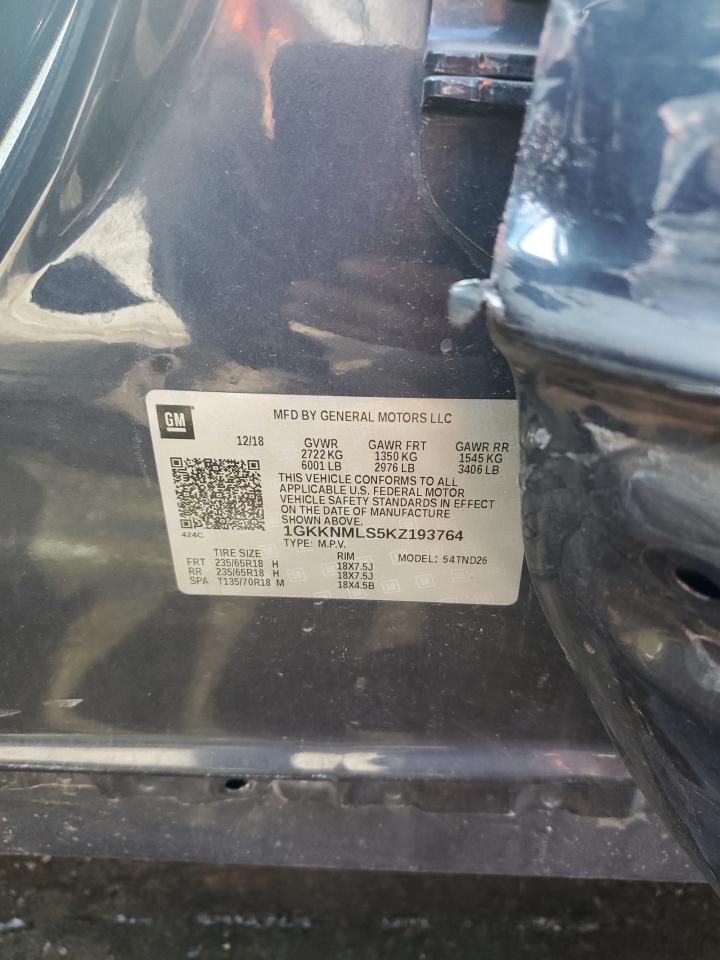 GM
MFD BY GENERAL MOTORS LLC
12/18 GVWR GAWR FRT GAWR RR
2722 KG 1350 KG 1545 KG
6001 LB 2976 LB 3406 LB
THIS VEHICLE CONFORMS TO ALL
APPLICABLE U.S. FEDERAL MOTOR
VEHICLE SAFETY STANDARDS IN EFFECT
ON THE DATE OF MANUFACTURE
SHOWN ABOVE.
424C
1GKKNMLS5KZ193764
TYPE: M.P.V.
TIRE SIZE RIM MODEL: 54TND26
FRT 235/65R18 H 18X7.5J
RR 235/65R18 H 18X7.5J
SPA T135/70R18 M 18X4.5B